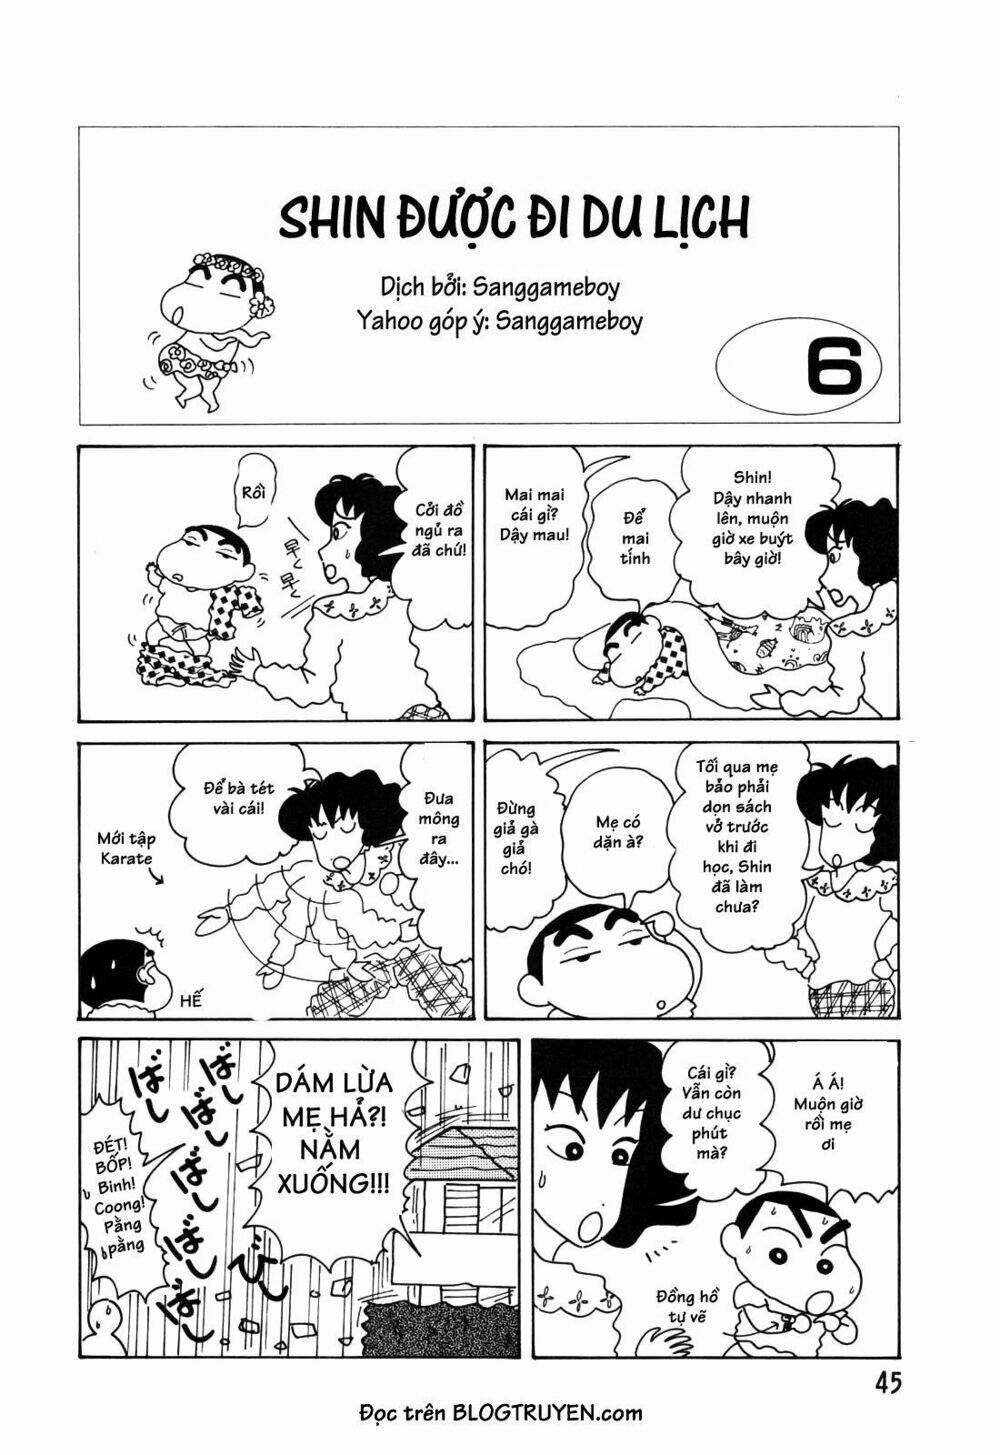 SHIN ĐƯỢC ĐI DU LỊCH
Dịch bởi: Sanggameboy
Yahoo góp ý: Sanggameboy
6
Shin!
Dậy nhanh
lên, muộn
giờ xe buýt
bây giờ!
Để
mai
tính
Mai mai
cái gì?
Dậy mau!
Cởi đồ
ngủ ra
đã chứ!
早く
早く
Rồi
Tối qua mẹ
bảo phải
dọn sách
vở trước
khi đi
học, Shin
đã làm
chưa?
Mẹ có
dặn à?
Đừng
giả gà
giả
chó!
Đưa
mông
ra
đây...
Để bà tét
vài cái!
Mới tập
Karate
HẾ
Á Á!
Muộn giờ
rồi mẹ
ơi
Cái gì?
Vẫn còn
dư chục
phút
mà?
Đồng hồ
tự vẽ
DÁM LỪA
MẸ HẢ?!
NẰM
XUỐNG!!!
ばし
ばし
ばばし
ばし
ばし
ばし
びし
ĐÉT!
BỐP!
Binh!
Coong!
Pằng
pằng
45
Đọc trên BLOGTRUYEN.com